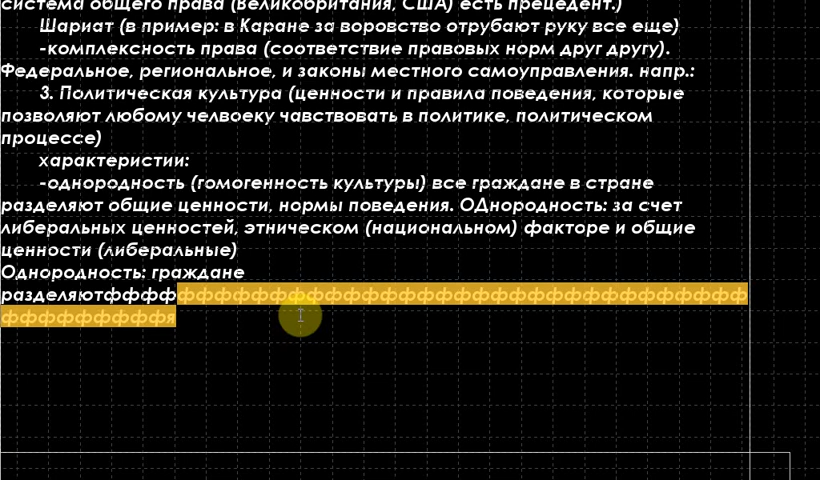 система общего права (Великобритания, США) есть прецедент.)
Шариат (в пример: в Каране за воровство отрубают руку все еще)
-комплексность права (соответствие правовых норм друг другу).
Федеральное, региональное, и законы местного самоуправления. напр.:
3. Политическая культура (ценности и правила поведения, которые
позволяют любому челвоеку чавствовать в политике, политическом
процессе)
характеристии:
-однородность (гомогенность культуры) все граждане в стране
разделяют общие ценности, нормы поведения. ОДнородность: за счет
либеральных ценностей, этническом (национальном) факторе и общие
ценности (либеральные)
Однородность: граждане
разделяютффффффффффффффффффффффффффффффффффф
ффффффффффя